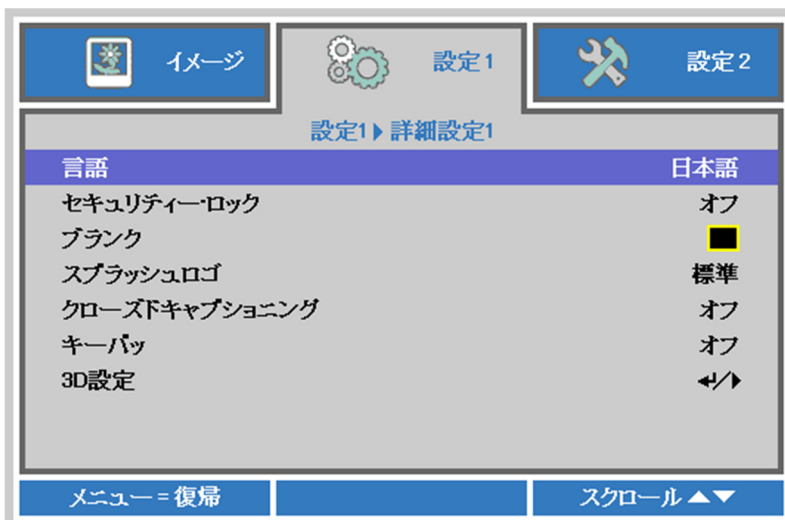 イメージ 設定1 設定2
設定1▶詳細設定1
言語 日本語
セキュリティー・ロック オフ
ブランク
スプラッシュロゴ 標準
クローズドキャプショニング オフ
キーパッ オフ
3D設定 ↵/▶
メニュー = 復帰 スクロール▲▼